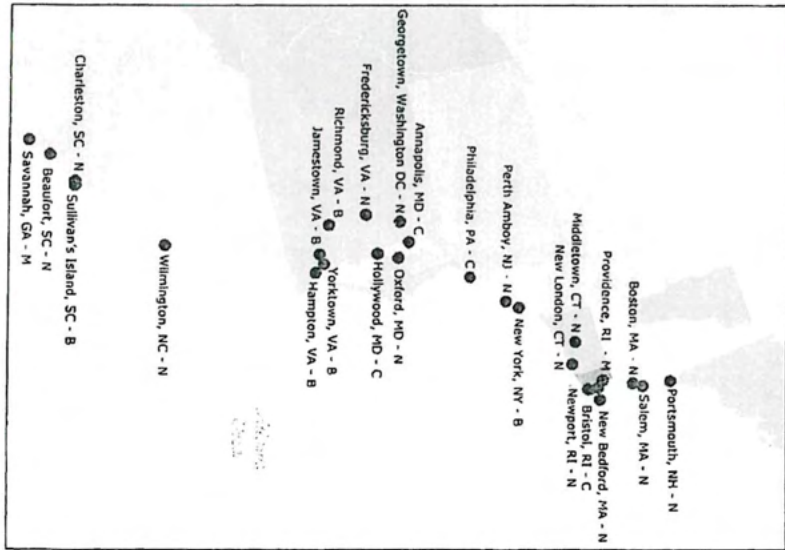 Portsmouth, NH - N
Salem, MA - N
Boston, MA - N
New Bedford, MA - N
Providence, RI - M
Bristol, RI - C
Newport, RI - N
Middletown, CT - N
New London, CT - N
New York, NY - B
Perth Amboy, NJ - N
Philadelphia, PA - C
Annapolis, MD - C
Georgetown, Washington DC - N
Oxford, MD - N
Hollywood, MD - C
Fredericksburg, VA - N
Richmond, VA - B
Yorktown, VA - B
Jamestown, VA - B
Hampton, VA - B
Wilmington, NC - N
Charleston, SC - N
Sullivan's Island, SC - B
Beaufort, SC - N
Savannah, GA - M